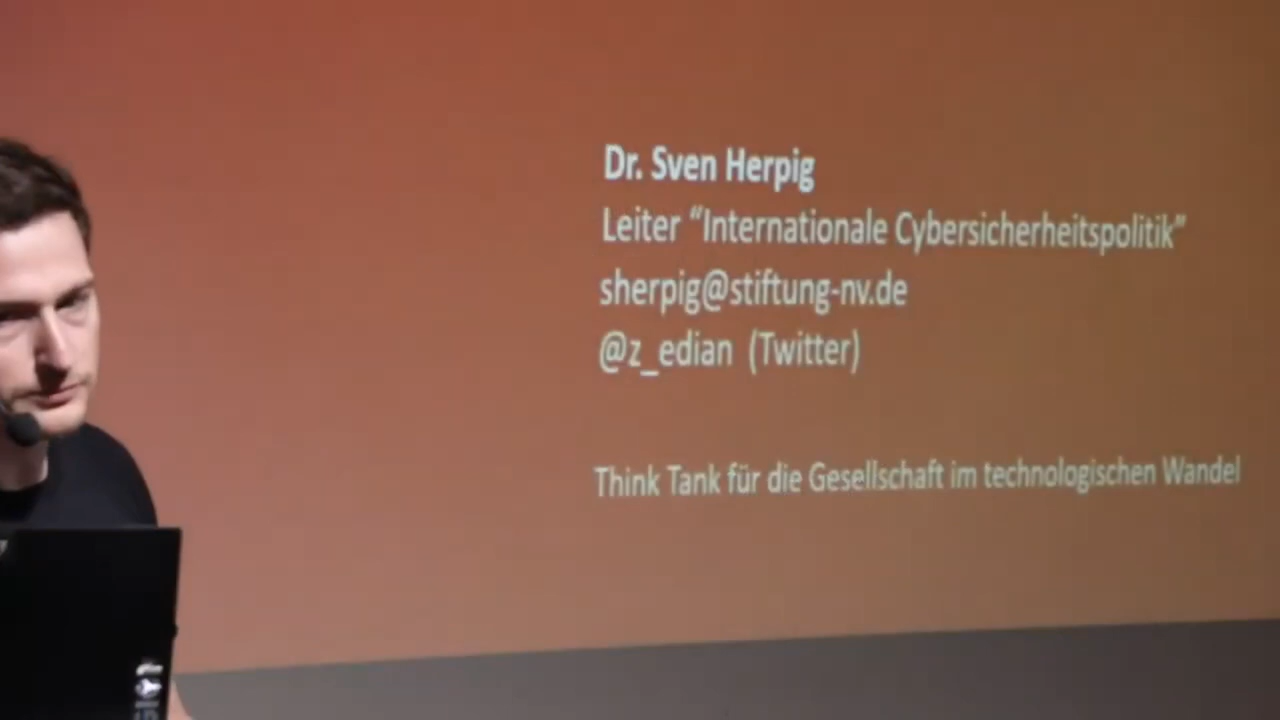 Dr. Sven Herpig
Leiter “Internationale Cybersicherheitspolitik”
sherpig@stiftung-nv.de
@z_edian (Twitter)
Think Tank für die Gesellschaft im technologischen Wandel